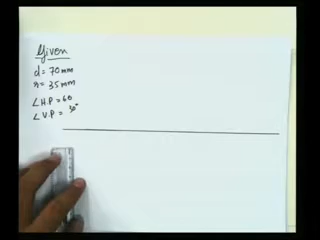 Given
d = 70mm
r = 35mm
∠H.P = 60
∠V.P = 30°